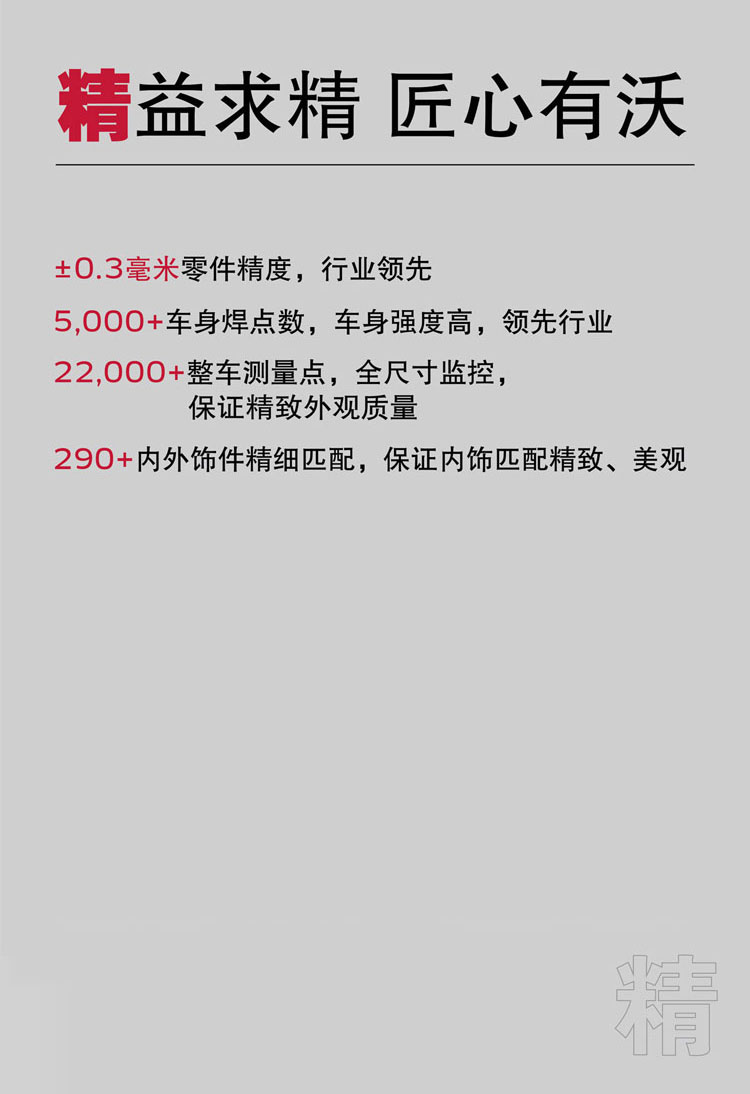 精益求精 匠心有沃
±0.3毫米零件精度，行业领先
5,000+车身焊点数，车身强度高，领先行业
22,000+整车测量点，全尺寸监控，
保证精致外观质量
290+内外饰件精细匹配，保证内饰匹配精致、美观
精